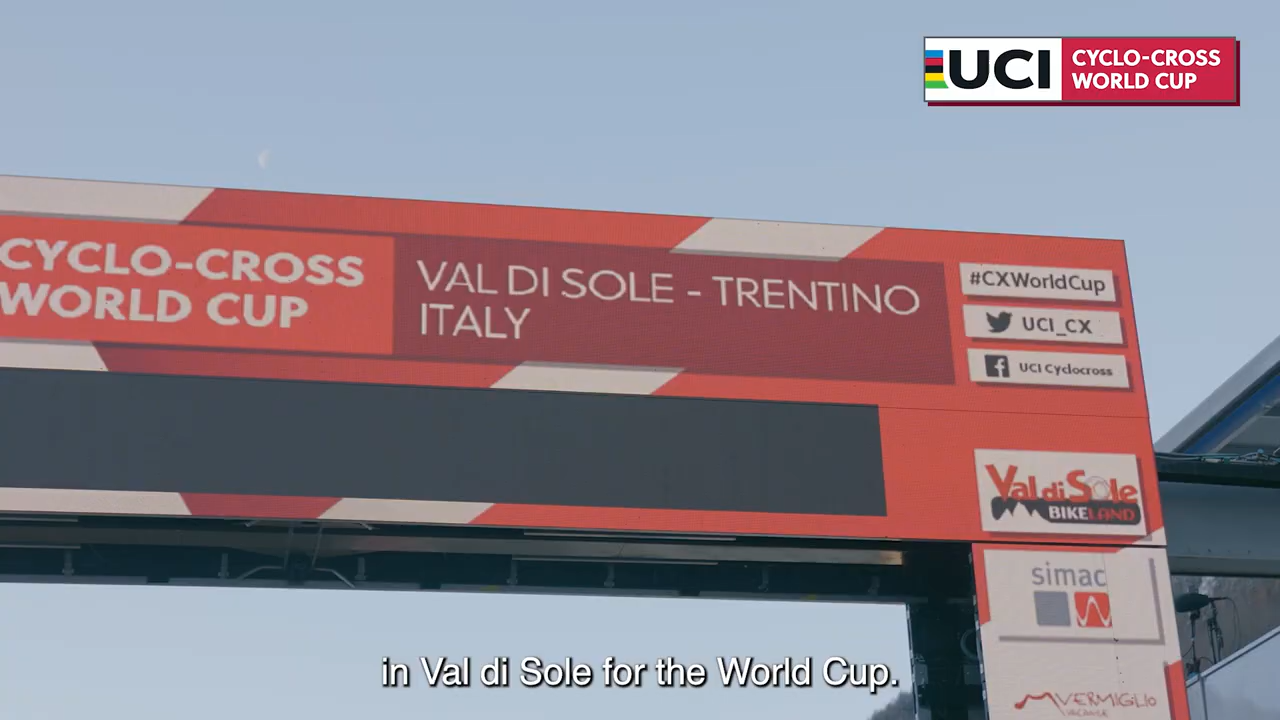 UCI CYCLO-CROSS
WORLD CUP
CYCLO-CROSS
WORLD CUP
VAL DI SOLE - TRENTINO
ITALY
#CXWorldCup
UCI_CX
UCI Cyclocross
Val di Sole
BIKELAND
simac
VERMIGLIO
VACANZE
in Val di Sole for the World Cup.